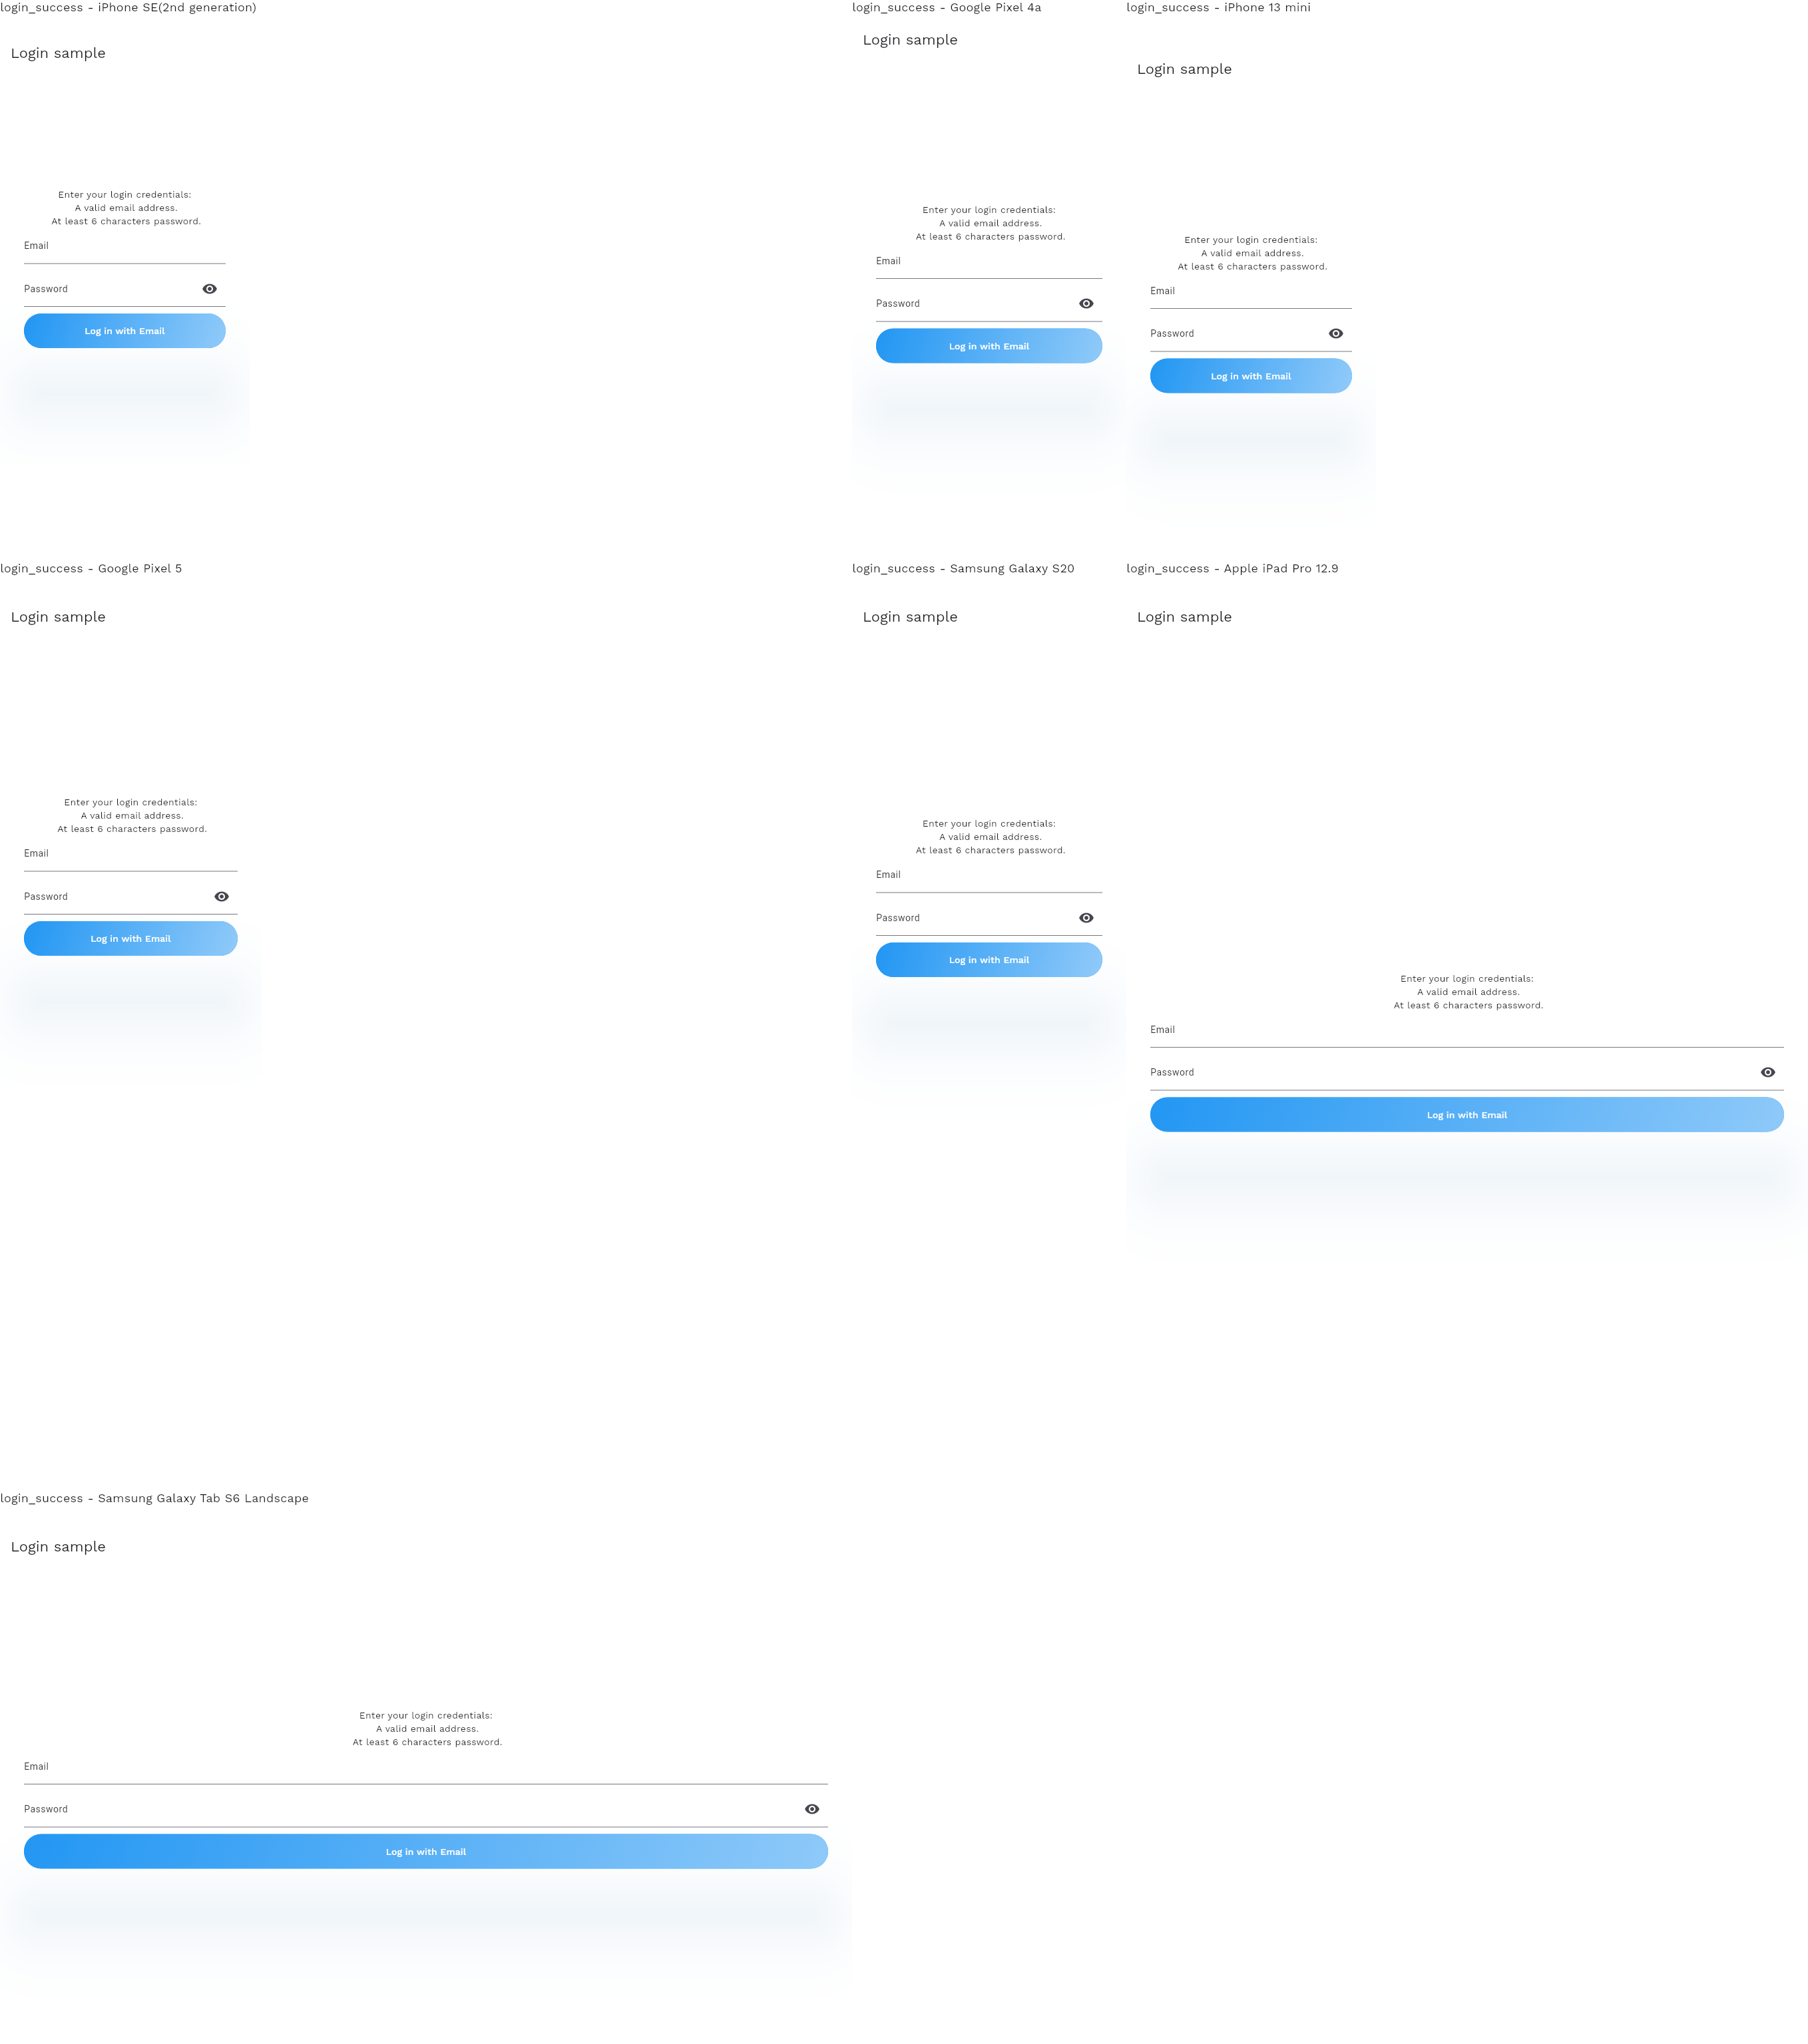 login_success - iPhone SE(2nd generation)
Login sample
Enter your login credentials:
A valid email address.
At least 6 characters password.
Email
Password
Log in with Email
login_success - Google Pixel 4a
Login sample
Enter your login credentials:
A valid email address.
At least 6 characters password.
Email
Password
Log in with Email
login_success - iPhone 13 mini
Login sample
Enter your login credentials:
A valid email address.
At least 6 characters password.
Email
Password
Log in with Email
login_success - Google Pixel 5
Login sample
Enter your login credentials:
A valid email address.
At least 6 characters password.
Email
Password
Log in with Email
login_success - Samsung Galaxy S20
Login sample
Enter your login credentials:
A valid email address.
At least 6 characters password.
Email
Password
Log in with Email
login_success - Apple iPad Pro 12.9
Login sample
Enter your login credentials:
A valid email address.
At least 6 characters password.
Email
Password
Log in with Email
login_success - Samsung Galaxy Tab S6 Landscape
Login sample
Enter your login credentials:
A valid email address.
At least 6 characters password.
Email
Password
Log in with Email